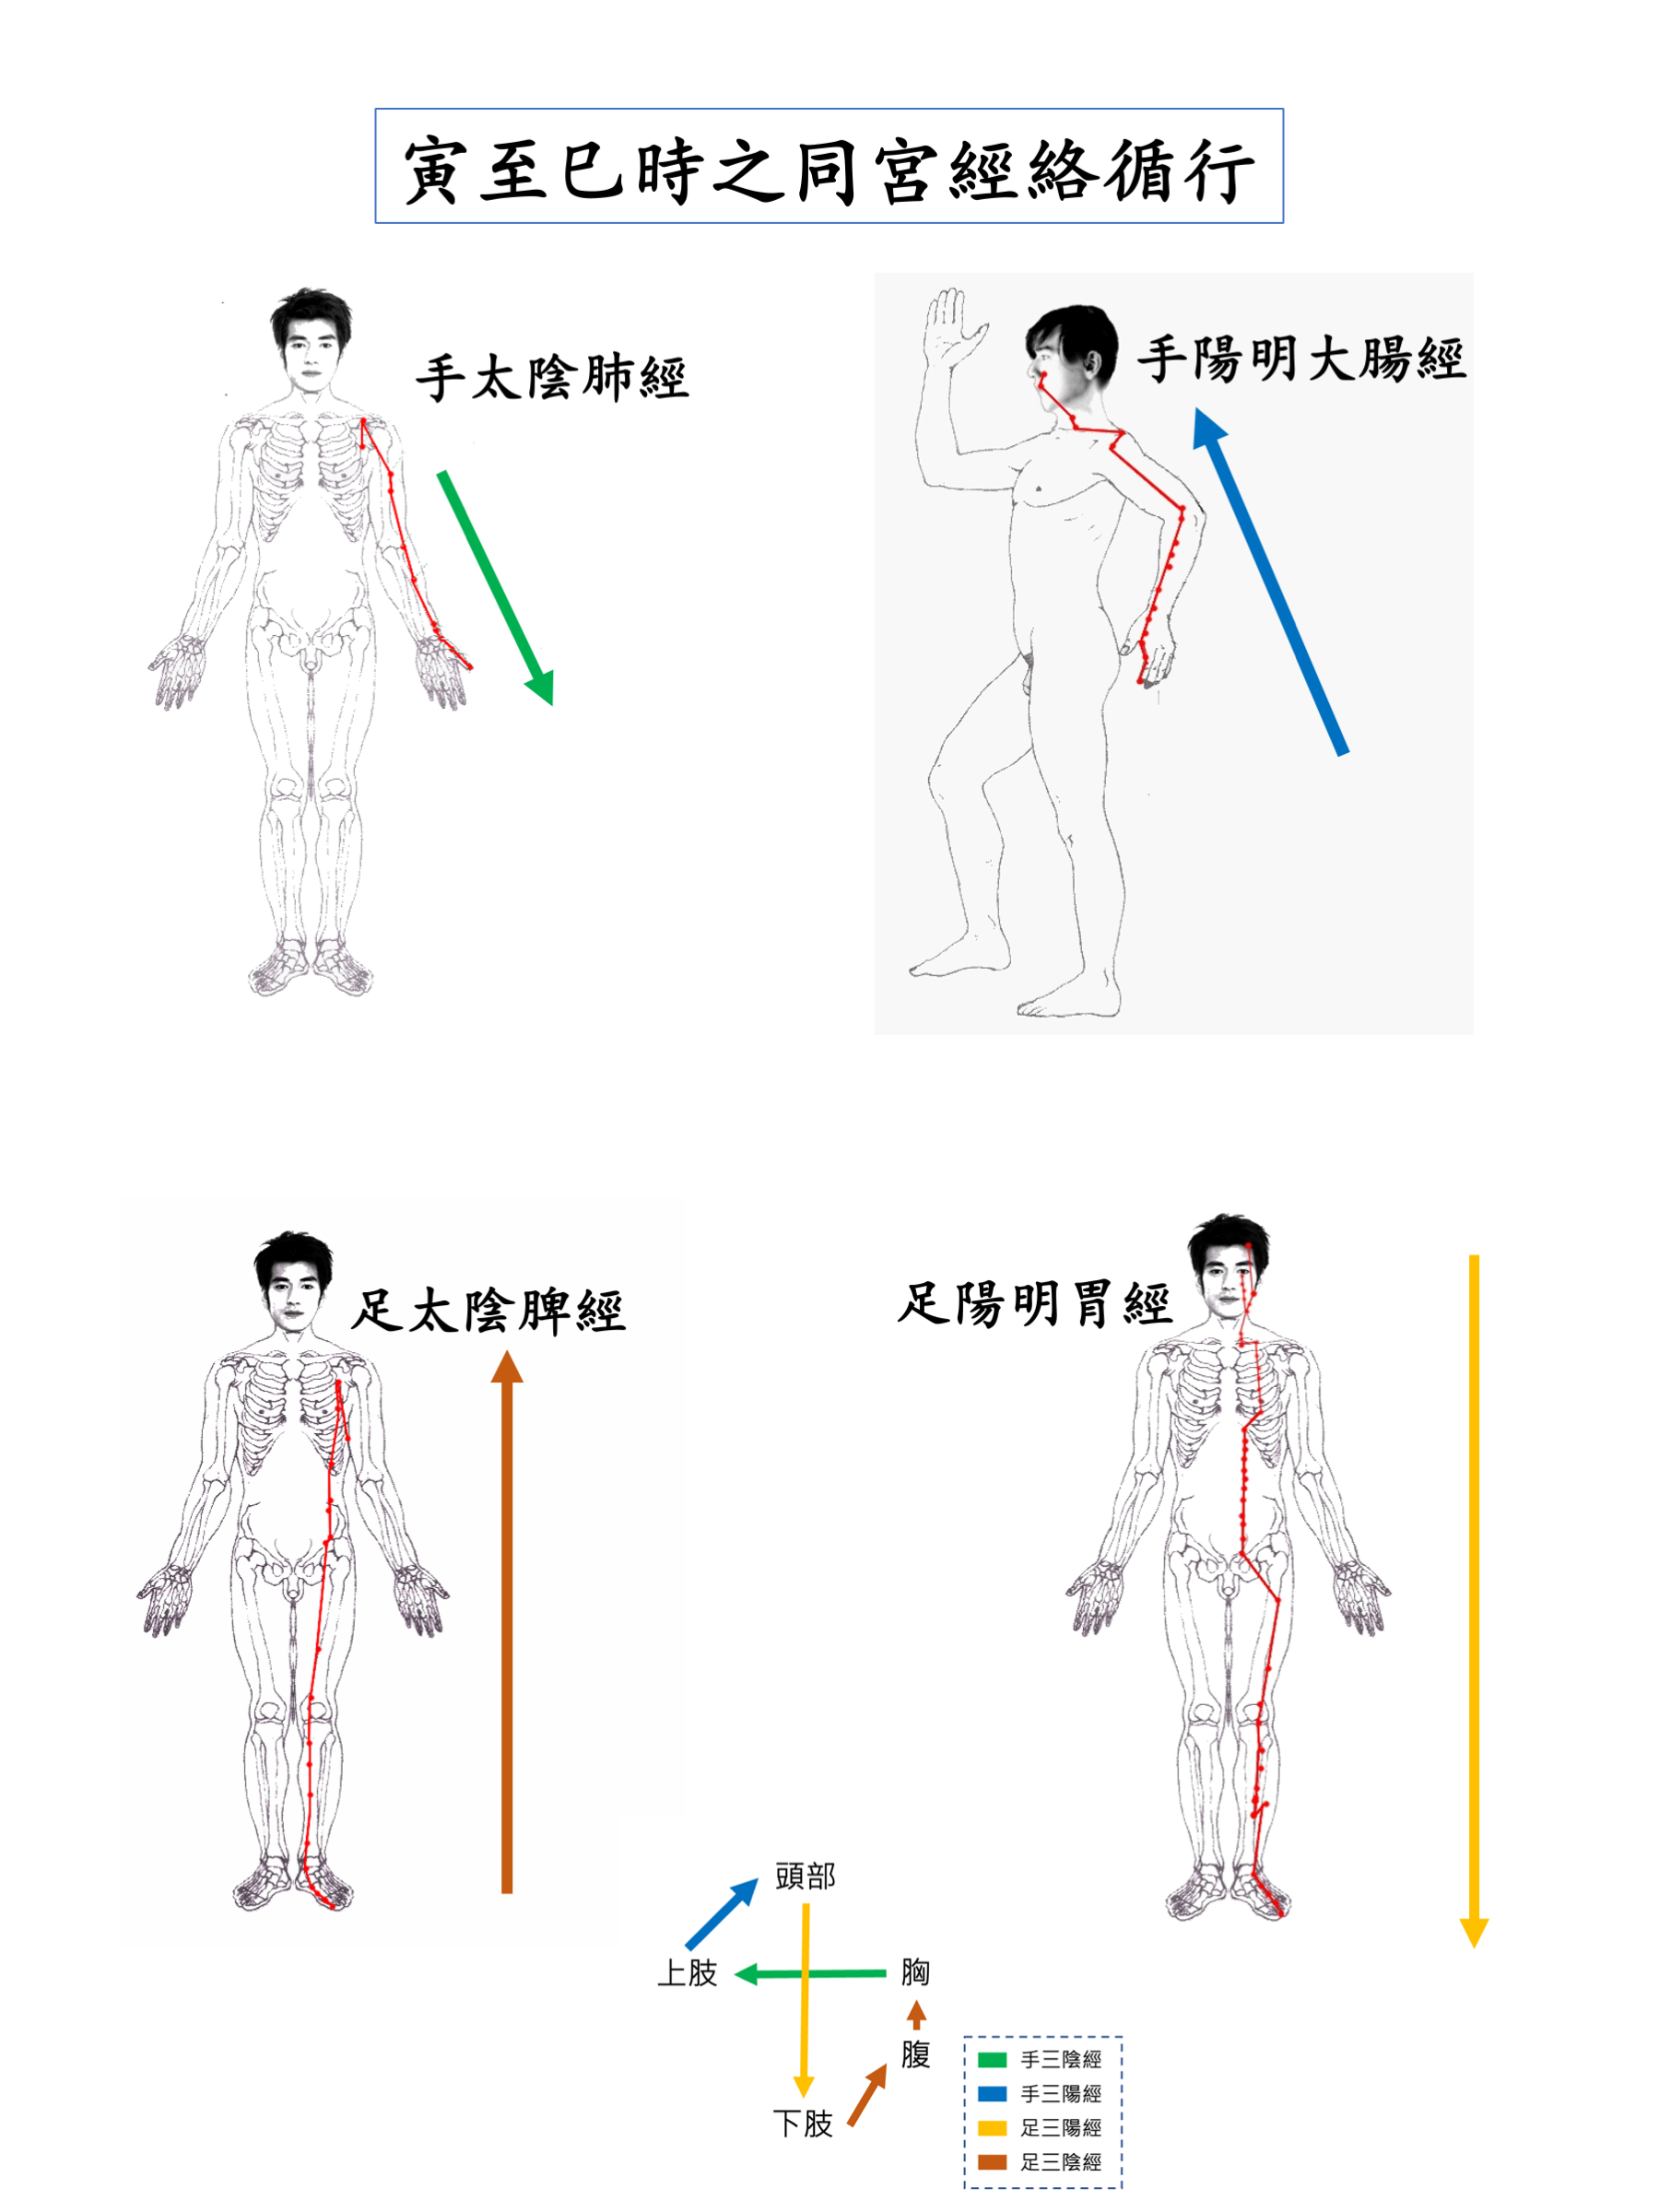 寅至巳時之同宮經絡循行
手太陰肺經
手陽明大腸經
足太陰脾經
足陽明胃經
頭部
上肢
胸
腹
下肢
手三陰經
手三陽經
足三陽經
足三陰經